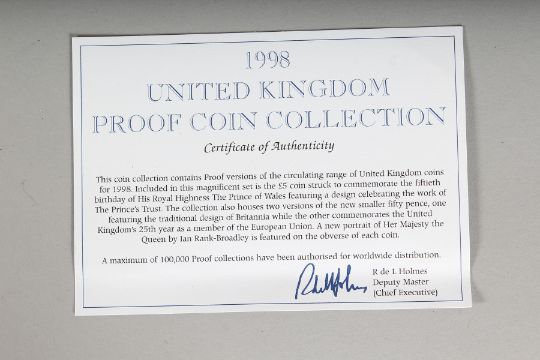 1998
UNITED KINGDOM
PROOF COIN COLLECTION
Certificate of Authenticity
This coin collection contains Proof versions of the circulating range of United Kingdom coins
for 1998. Included in this magnificent set is the £5 coin struck to commemorate the fiftieth
birthday of His Royal Highness The Prince of Wales featuring a design celebrating the work of
The Prince's Trust. The collection also houses two versions of the new smaller fifty pence, one
featuring the traditional design of Britannia while the other commemorates the United
Kingdom's 25th year as a member of the European Union. A new portrait of Her Majesty the
Queen by Ian Rank-Broadley is featured on the obverse of each coin.
A maximum of 100,000 Proof collections have been authorised for worldwide distribution.
R de L Holmes
Deputy Master
(Chief Executive)